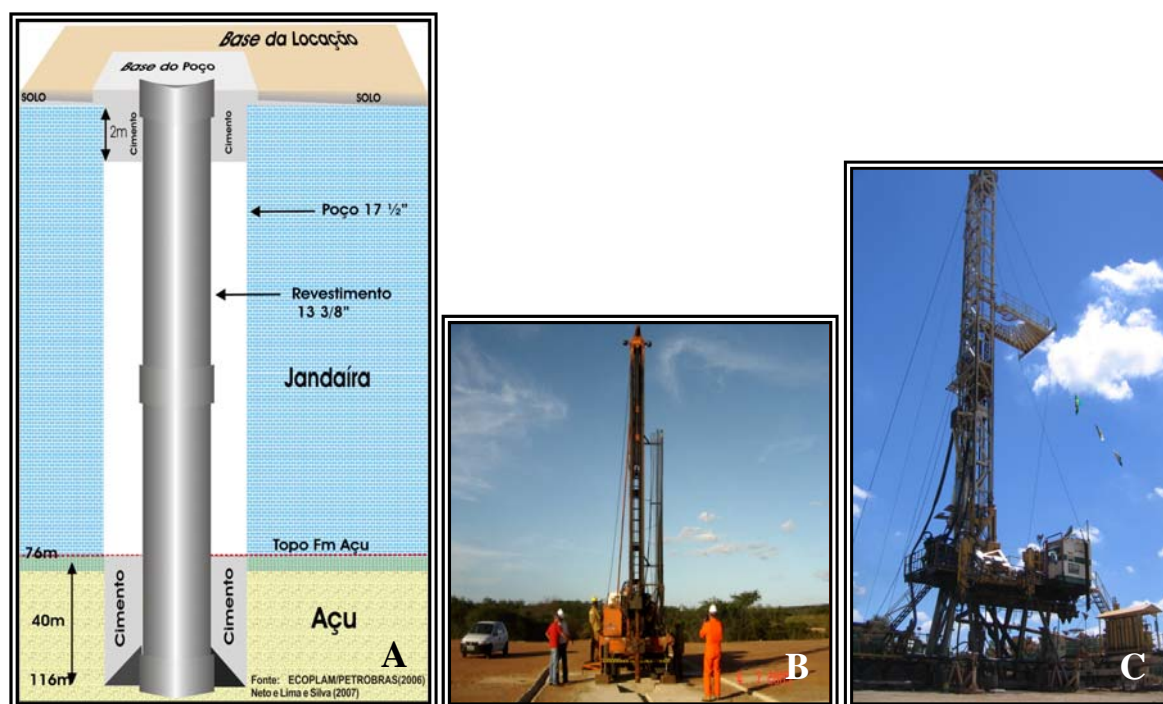 Base da Locação
Base do Poço
SOLO
SOLO
2m
Cimento
Cimento
Poço 17 ½"
Revestimento
13 3/8"
Jandaíra
76m
Topo Fm Açu
40m
Cimento
Cimento
Açu
116m
Fonte: ECOPLAM/PETROBRAS(2006)
Neto e Lima e Silva (2007)
A
B
C